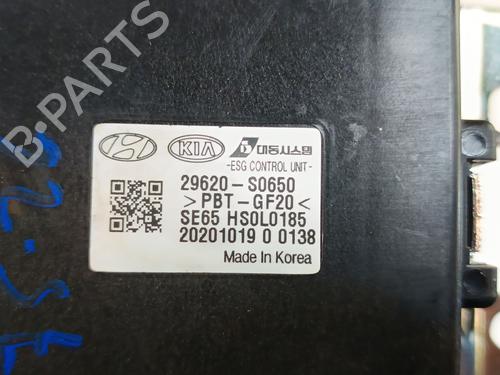 KIA 대동시스템
-ESG CONTROL UNIT-
29620-S0650
>PBT-GF20<
SE65 HS0L0185
20201019 0 0138
Made In Korea